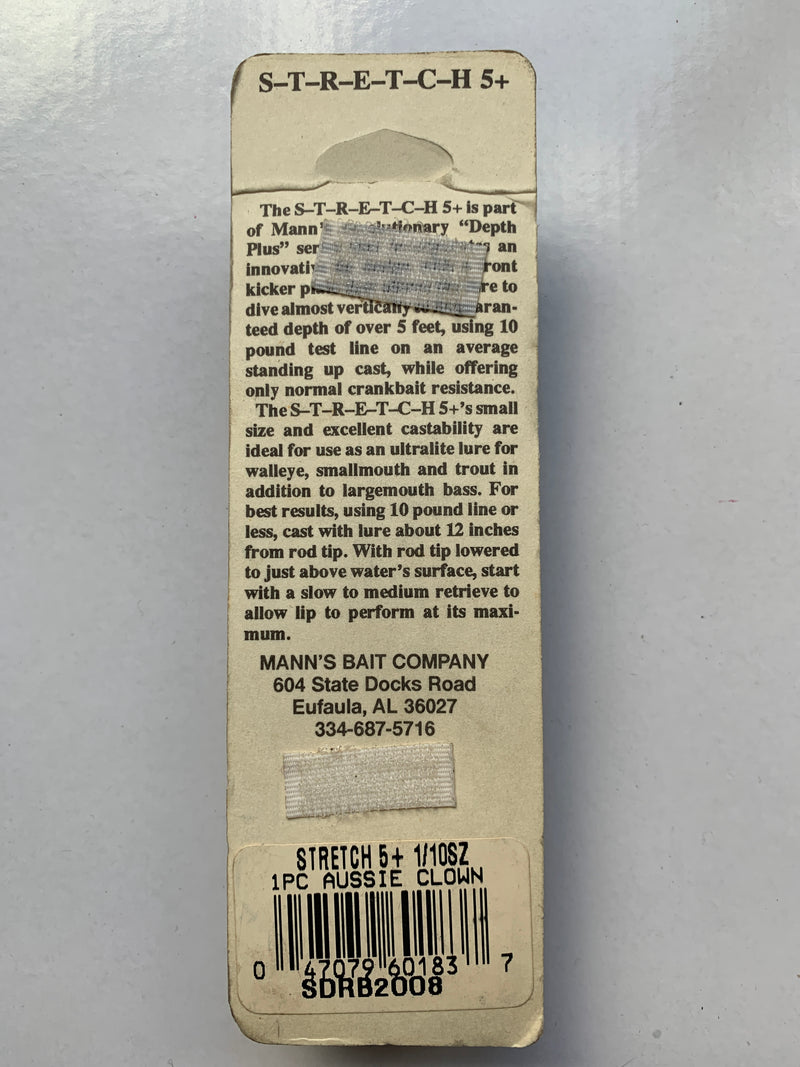 S–T–R–E–T–C–H 5+
The S–T–R–E–T–C–H 5+ is part
of Mann's "Depth
Plus" an
kicker re to
dive almost vertically
teed depth of over 5 feet, using 10
pound test line on an average
standing up cast, while offering
only normal crankbait resistance.
The S–T–R–E–T–C–H 5+'s small
size and excellent castability are
ideal for use as an ultralite lure for
walleye, smallmouth and trout in
addition to largemouth bass. For
best results, using 10 pound line or
less, cast with lure about 12 inches
from rod tip. With rod tip lowered
to just above water's surface, start
with a slow to medium retrieve to
allow lip to perform at its maxi-
mum.
MANN'S BAIT COMPANY
604 State Docks Road
Eufaula, AL 36027
334-687-5716
STRETCH 5+ 1/10SZ
1PC AUSSIE CLOWN
0 47079 60183 7
SDRB2008